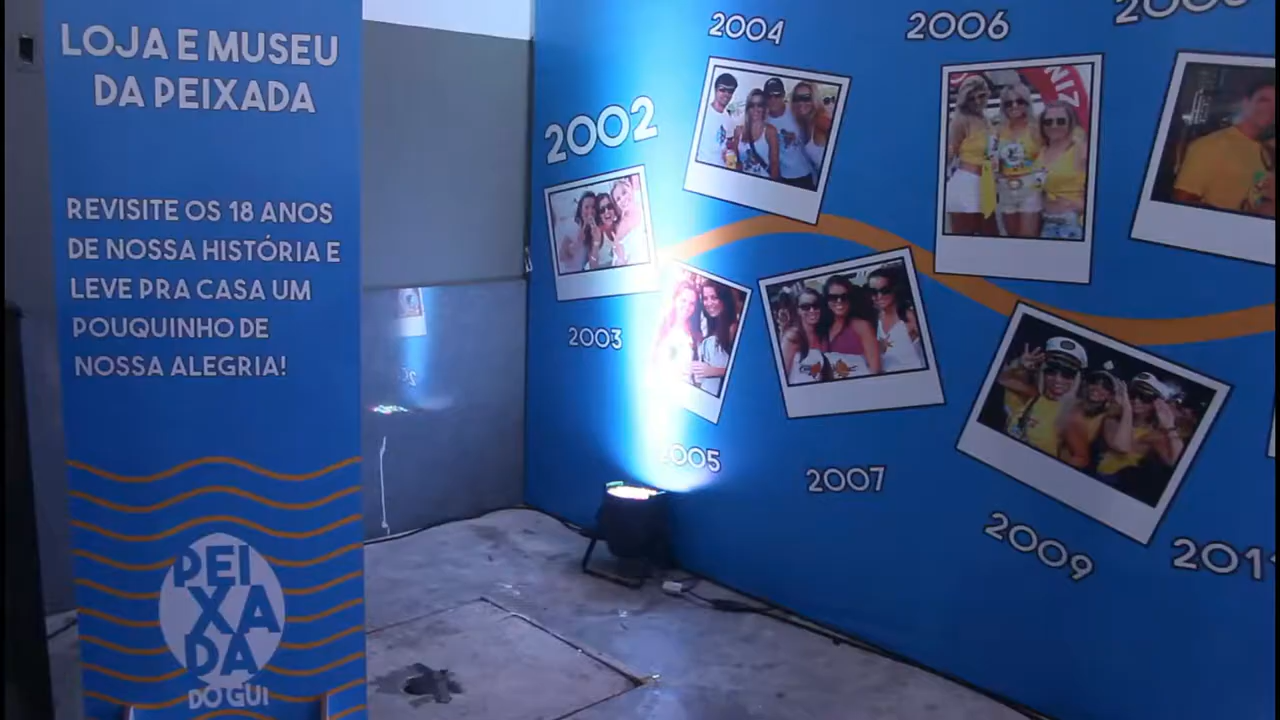 LOJA E MUSEU
DA PEIXADA
REVISITE OS 18 ANOS
DE NOSSA HISTÓRIA E
LEVE PRA CASA UM
POUQUINHO DE
NOSSA ALEGRIA!
PEI
XA
DA
DO GUI
2002
2003
2004
2005
2006
2007
2009